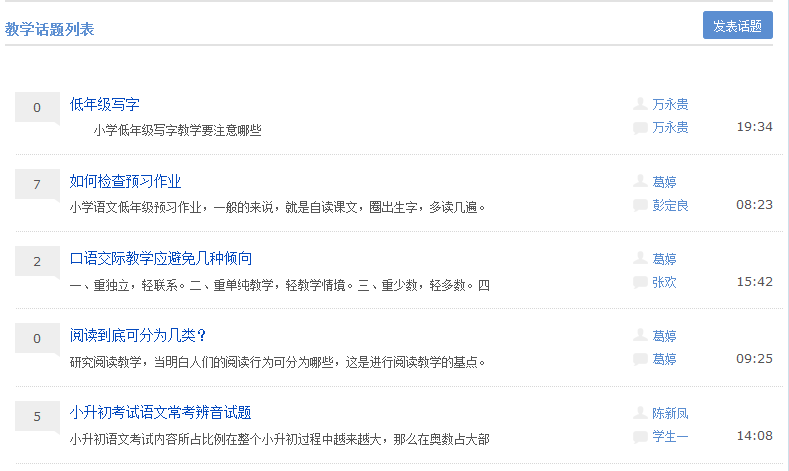 教学话题列表
发表话题
0
低年级写字
万永贵
小学低年级写字教学要注意哪些
万永贵
19:34
7
如何检查预习作业
葛婷
小学语文低年级预习作业，一般的来说，就是自读课文，圈出生字，多读几遍。
彭定良
08:23
2
口语交际教学应避免几种倾向
葛婷
一、重独立，轻联系。二、重单纯教学，轻教学情境。三、重少数，轻多数。四
张欢
15:42
0
阅读到底可分为几类？
葛婷
研究阅读教学，当明白人们的阅读行为可分为哪些，这是进行阅读教学的基点。
葛婷
09:25
5
小升初考试语文常考辨音试题
陈新凤
小升初语文考试内容所占比例在整个小升初过程中越来越大，那么在奥数占大部
学生一
14:08